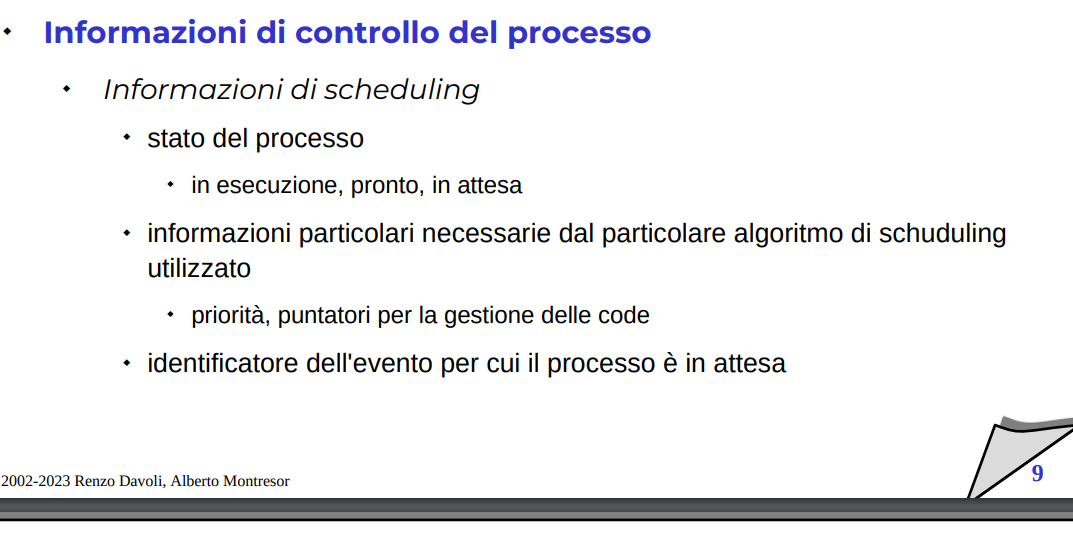 Informazioni di controllo del processo
Informazioni di scheduling
stato del processo
in esecuzione, pronto, in attesa
informazioni particolari necessarie dal particolare algoritmo di schuduling
utilizzato
priorità, puntatori per la gestione delle code
identificatore dell'evento per cui il processo è in attesa
2002-2023 Renzo Davoli, Alberto Montresor
9